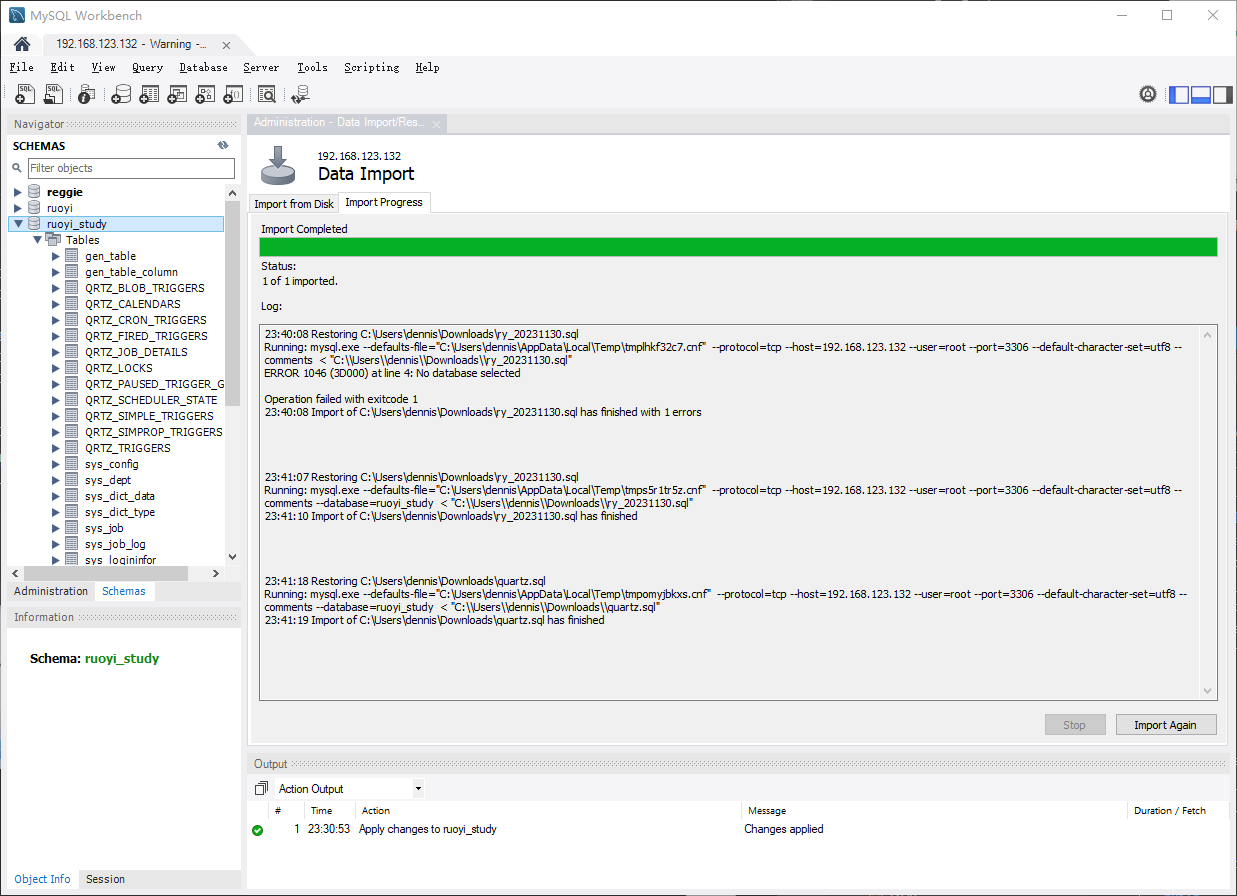 MySQL Workbench
192.168.123.132 - Warning -...
File Edit View Query Database Server Tools Scripting Help
Navigator
SCHEMAS
Filter objects
reggie
ruoyi
ruoyi_study
Tables
gen_table
gen_table_column
QRTZ_BLOB_TRIGGERS
QRTZ_CALENDARS
QRTZ_CRON_TRIGGERS
QRTZ_FIRED_TRIGGERS
QRTZ_JOB_DETAILS
QRTZ_LOCKS
QRTZ_PAUSED_TRIGGER_G
QRTZ_SCHEDULER_STATE
QRTZ_SIMPLE_TRIGGERS
QRTZ_SIMPROP_TRIGGERS
QRTZ_TRIGGERS
sys_config
sys_dept
sys_dict_data
sys_dict_type
sys_job
sys_job_log
sys_logininfor
Administration Schemas
Information
Schema: ruoyi_study
Object Info Session
Administration - Data Import/Res...
192.168.123.132
Data Import
Import from Disk Import Progress
Import Completed
Status:
1 of 1 imported.
Log:
23:40:08 Restoring C:\Users\dennis\Downloads\ry_20231130.sql
Running: mysql.exe --defaults-file="C:\Users\dennis\AppData\Local\Temp\tmplhkf32c7.cnf" --protocol=tcp --host=192.168.123.132 --user=root --port=3306 --default-character-set=utf8 --
comments < "C:\\Users\\dennis\\Downloads\\ry_20231130.sql"
ERROR 1046 (3D000) at line 4: No database selected
Operation failed with exitcode 1
23:40:08 Import of C:\Users\dennis\Downloads\ry_20231130.sql has finished with 1 errors
23:41:07 Restoring C:\Users\dennis\Downloads\ry_20231130.sql
Running: mysql.exe --defaults-file="C:\Users\dennis\AppData\Local\Temp\tmps5r1tr5z.cnf" --protocol=tcp --host=192.168.123.132 --user=root --port=3306 --default-character-set=utf8 --
comments --database=ruoyi_study < "C:\\Users\\dennis\\Downloads\\ry_20231130.sql"
23:41:10 Import of C:\Users\dennis\Downloads\ry_20231130.sql has finished
23:41:18 Restoring C:\Users\dennis\Downloads\quartz.sql
Running: mysql.exe --defaults-file="C:\Users\dennis\AppData\Local\Temp\tmpomyjbkxs.cnf" --protocol=tcp --host=192.168.123.132 --user=root --port=3306 --default-character-set=utf8 --
comments --database=ruoyi_study < "C:\\Users\\dennis\\Downloads\\quartz.sql"
23:41:19 Import of C:\Users\dennis\Downloads\quartz.sql has finished
Stop Import Again
Output
Action Output
# Time Action Message Duration / Fetch
1 23:30:53 Apply changes to ruoyi_study Changes applied